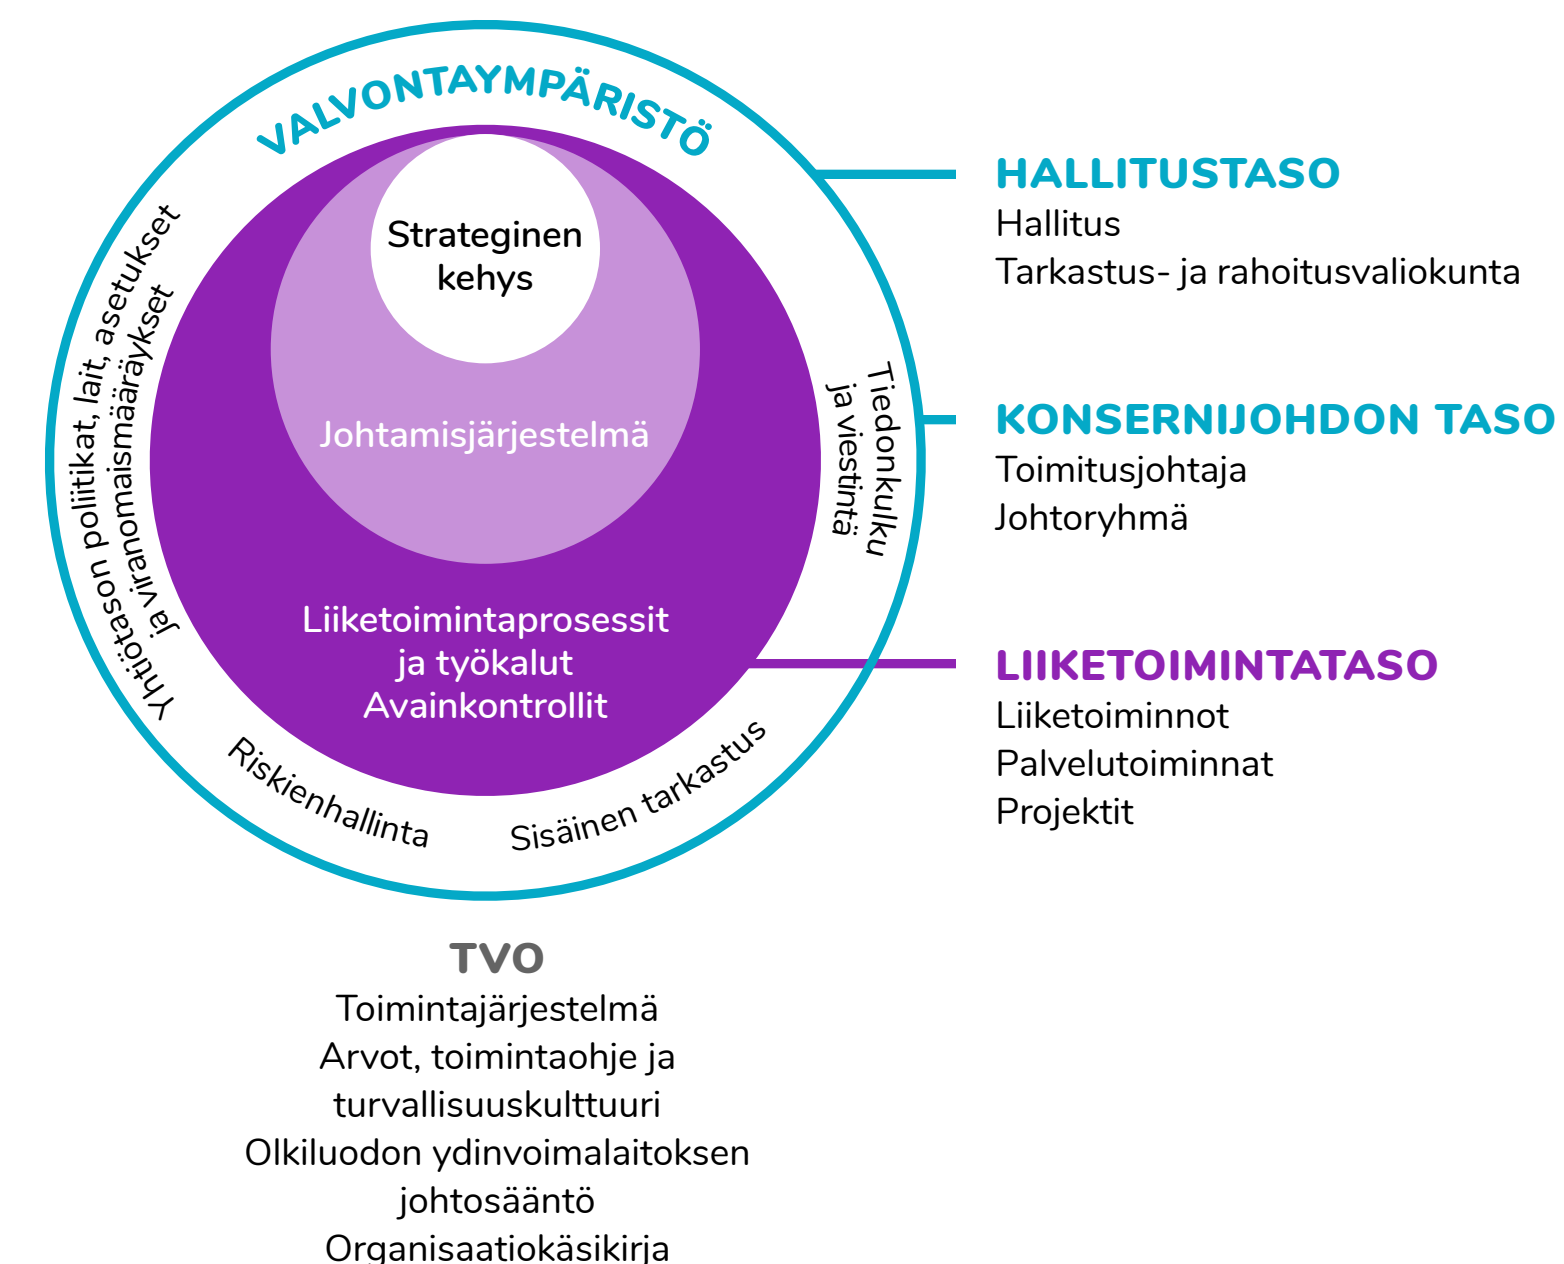 VALVONTAYMPÄRISTÖ
Yhtiötason politiikat, lait, asetukset
ja viranomaismääräykset
Strateginen
kehys
Johtamisjärjestelmä
Liiketoimintaprosessit
ja työkalut
Avainkontrollit
Tiedonkulku
ja viestintä
Riskienhallinta
Sisäinen tarkastus
HALLITUSTASO
Hallitus
Tarkastus- ja rahoitusvaliokunta
KONSERNIJOHDON TASO
Toimitusjohtaja
Johtoryhmä
LIIKETOIMINTATASO
Liiketoiminnot
Palvelutoiminnat
Projektit
TVO
Toimintajärjestelmä
Arvot, toimintaohje ja
turvallisuuskulttuuri
Olkiluodon ydinvoimalaitoksen
johtosääntö
Organisaatiokäsikirja